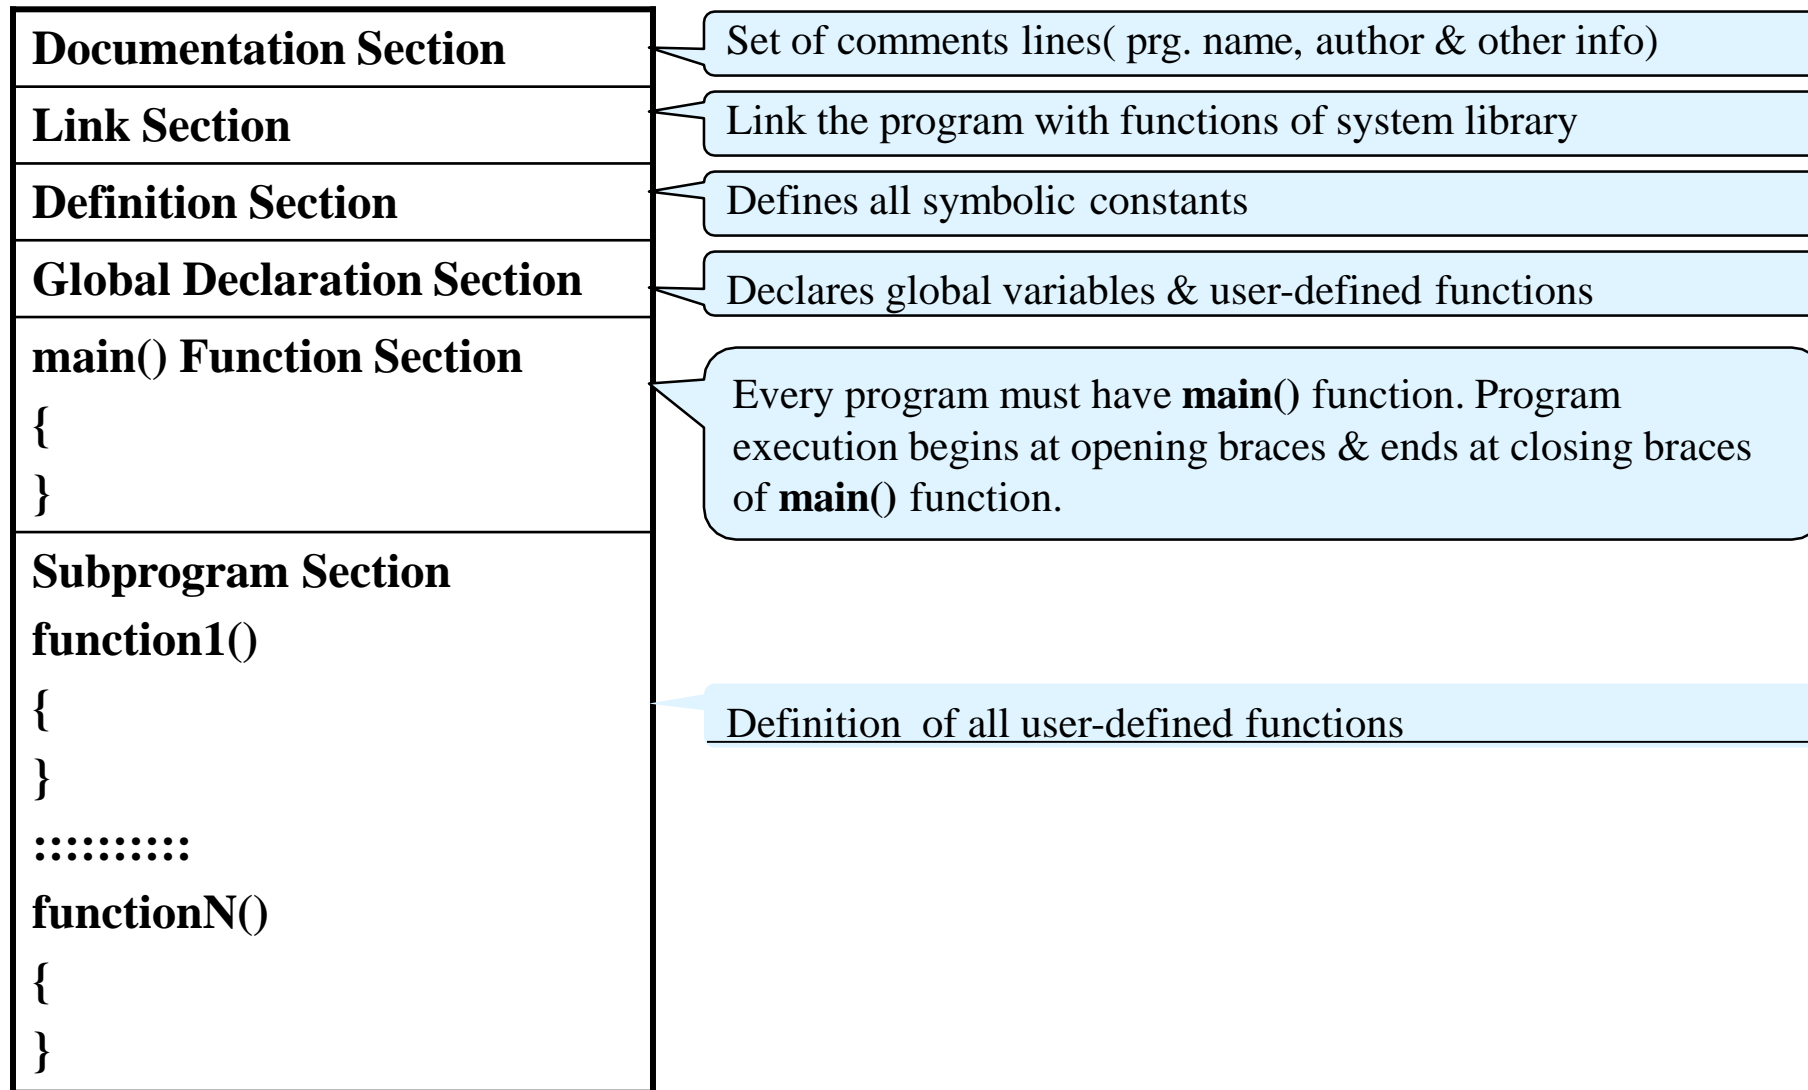 Documentation Section
Set of comments lines( prg. name, author & other info)
Link Section
Link the program with functions of system library
Definition Section
Defines all symbolic constants
Global Declaration Section
Declares global variables & user-defined functions
main() Function Section
{
}
Every program must have main() function. Program
execution begins at opening braces & ends at closing braces
of main() function.
Subprogram Section
function1()
{
}
::::::::::
functionN()
{
}
Definition of all user-defined functions